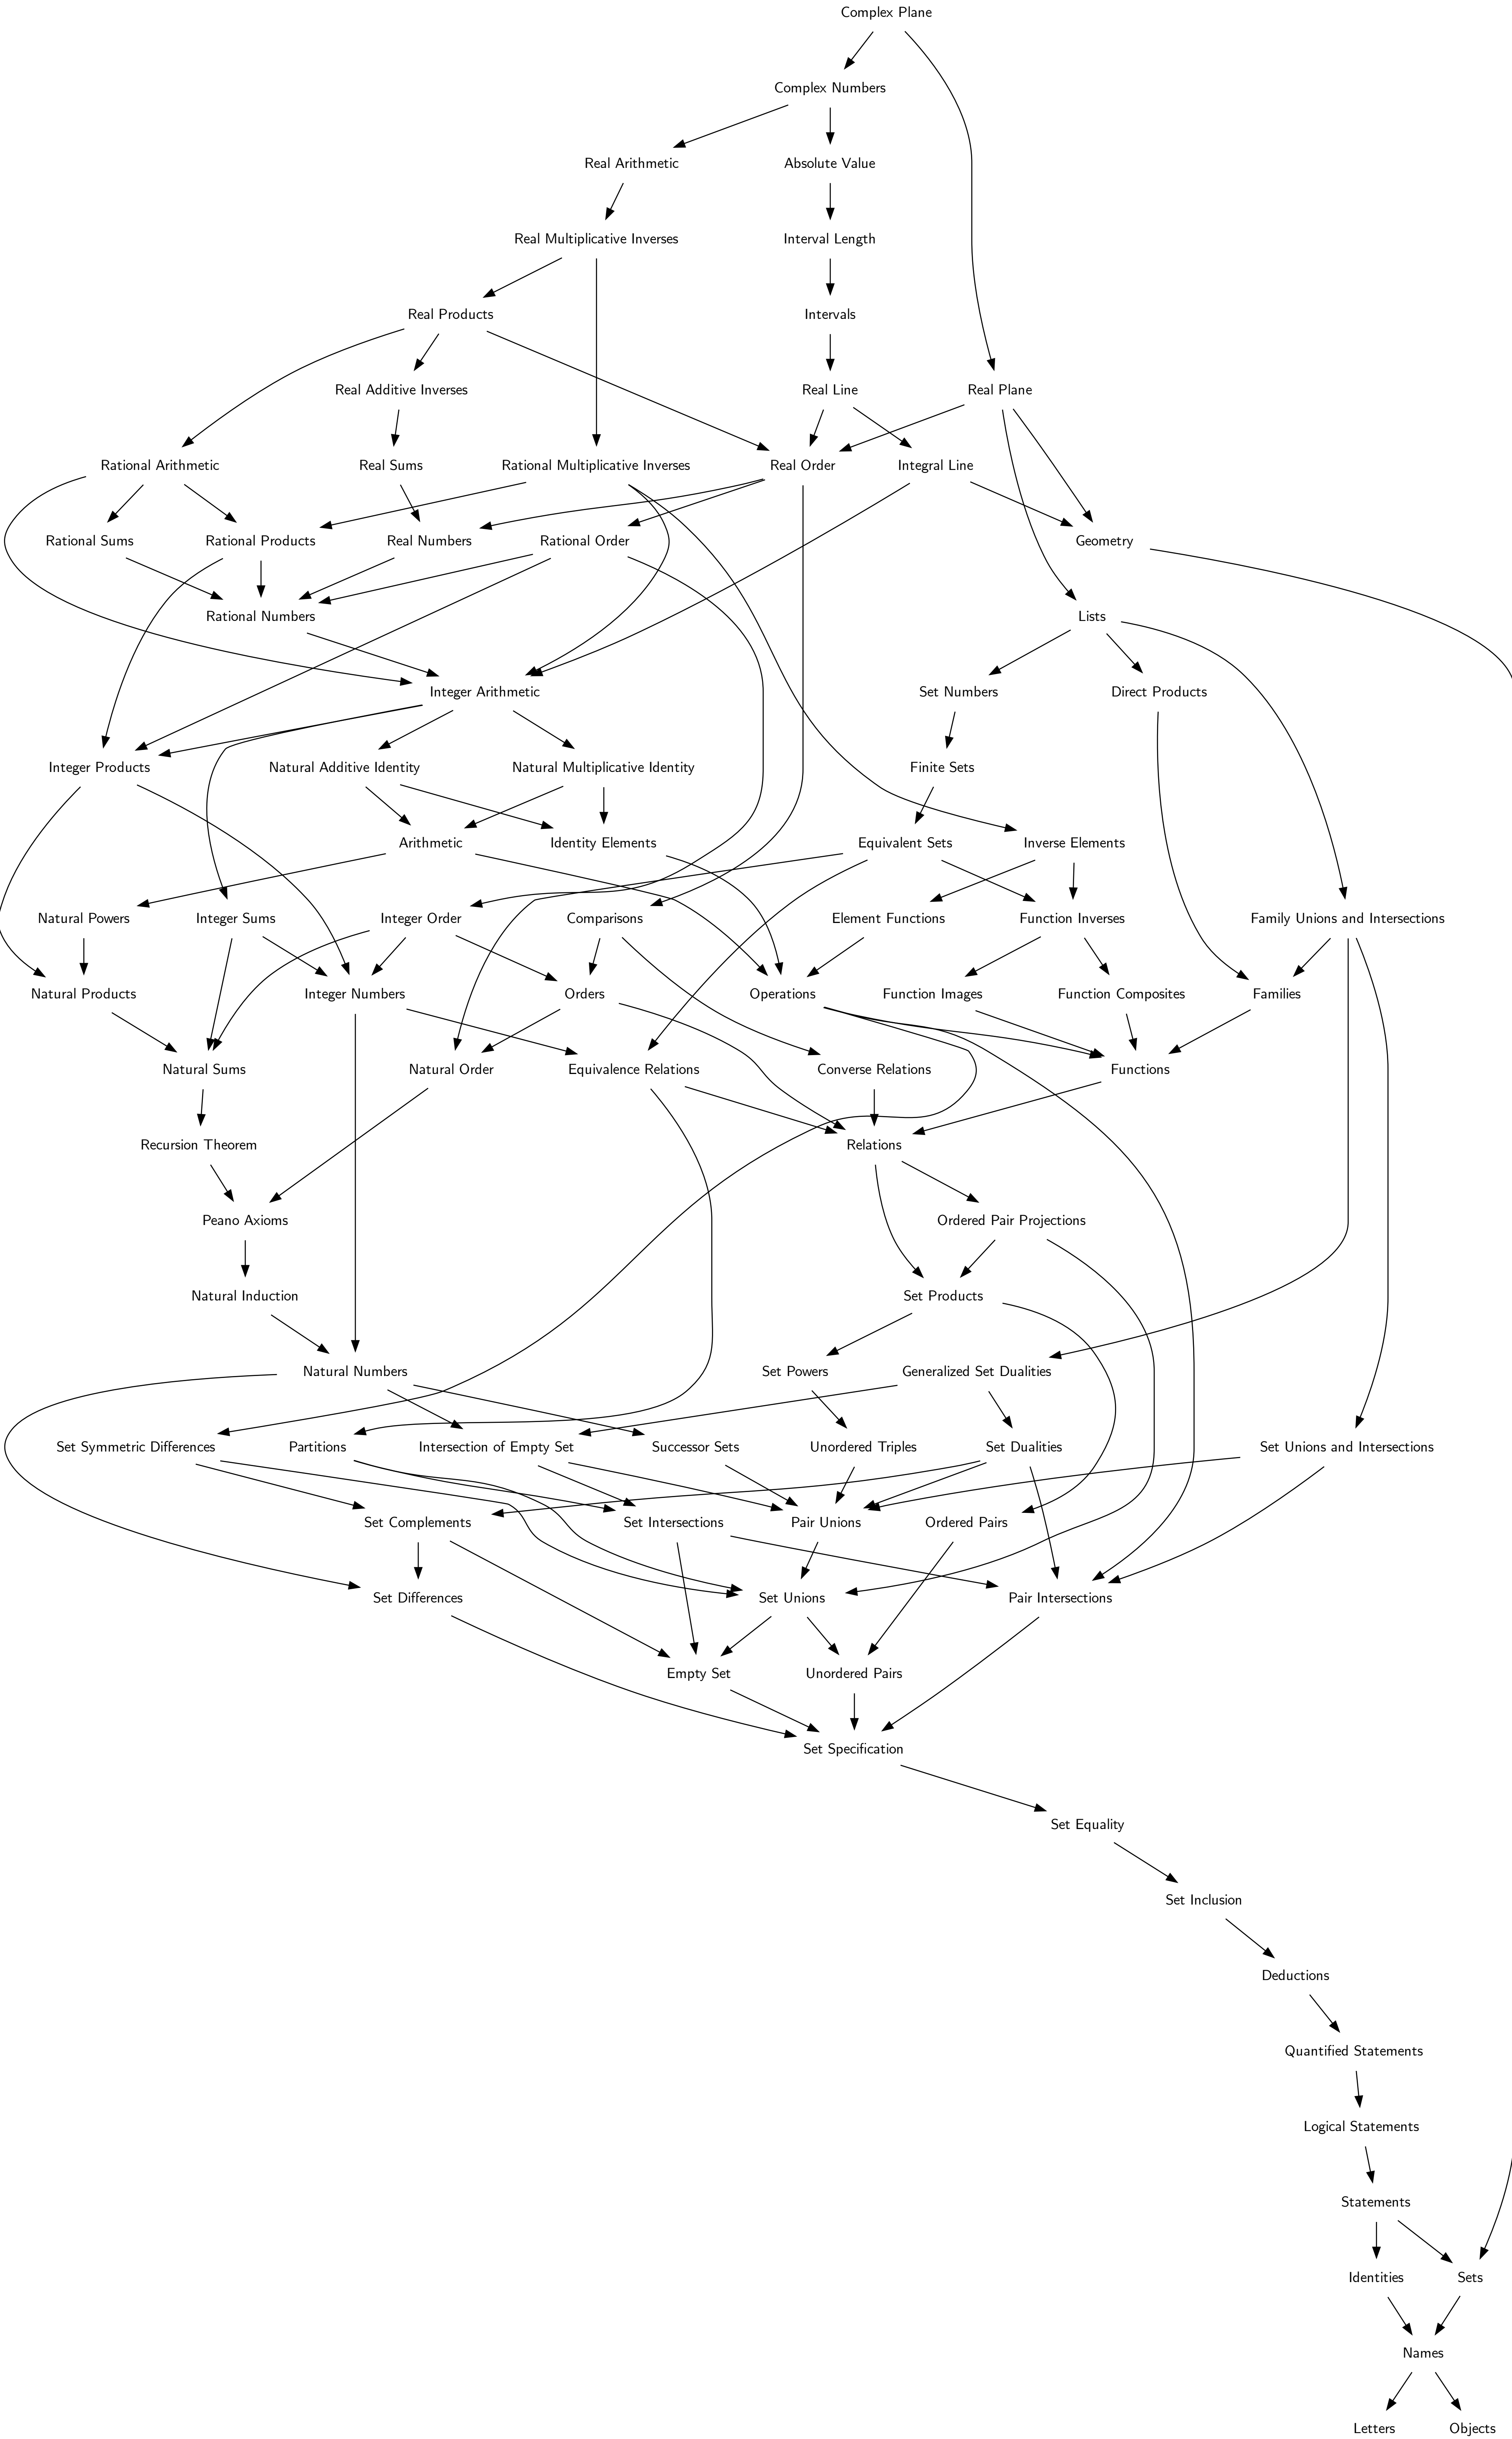 Complex Plane
Complex Numbers
Real Arithmetic
Absolute Value
Real Multiplicative Inverses
Interval Length
Real Products
Intervals
Real Additive Inverses
Real Line
Real Plane
Rational Arithmetic
Real Sums
Rational Multiplicative Inverses
Real Order
Integral Line
Rational Sums
Rational Products
Real Numbers
Rational Order
Geometry
Rational Numbers
Lists
Integer Arithmetic
Set Numbers
Direct Products
Integer Products
Natural Additive Identity
Natural Multiplicative Identity
Finite Sets
Arithmetic
Identity Elements
Equivalent Sets
Inverse Elements
Natural Powers
Integer Sums
Integer Order
Comparisons
Element Functions
Function Inverses
Family Unions and Intersections
Natural Products
Integer Numbers
Orders
Operations
Function Images
Function Composites
Families
Natural Sums
Natural Order
Equivalence Relations
Converse Relations
Functions
Recursion Theorem
Relations
Peano Axioms
Ordered Pair Projections
Natural Induction
Set Products
Natural Numbers
Set Powers
Generalized Set Dualities
Set Symmetric Differences
Partitions
Intersection of Empty Set
Successor Sets
Unordered Triples
Set Dualities
Set Unions and Intersections
Set Complements
Set Intersections
Pair Unions
Ordered Pairs
Set Differences
Set Unions
Pair Intersections
Empty Set
Unordered Pairs
Set Specification
Set Equality
Set Inclusion
Deductions
Quantified Statements
Logical Statements
Statements
Identities
Sets
Names
Letters
Objects